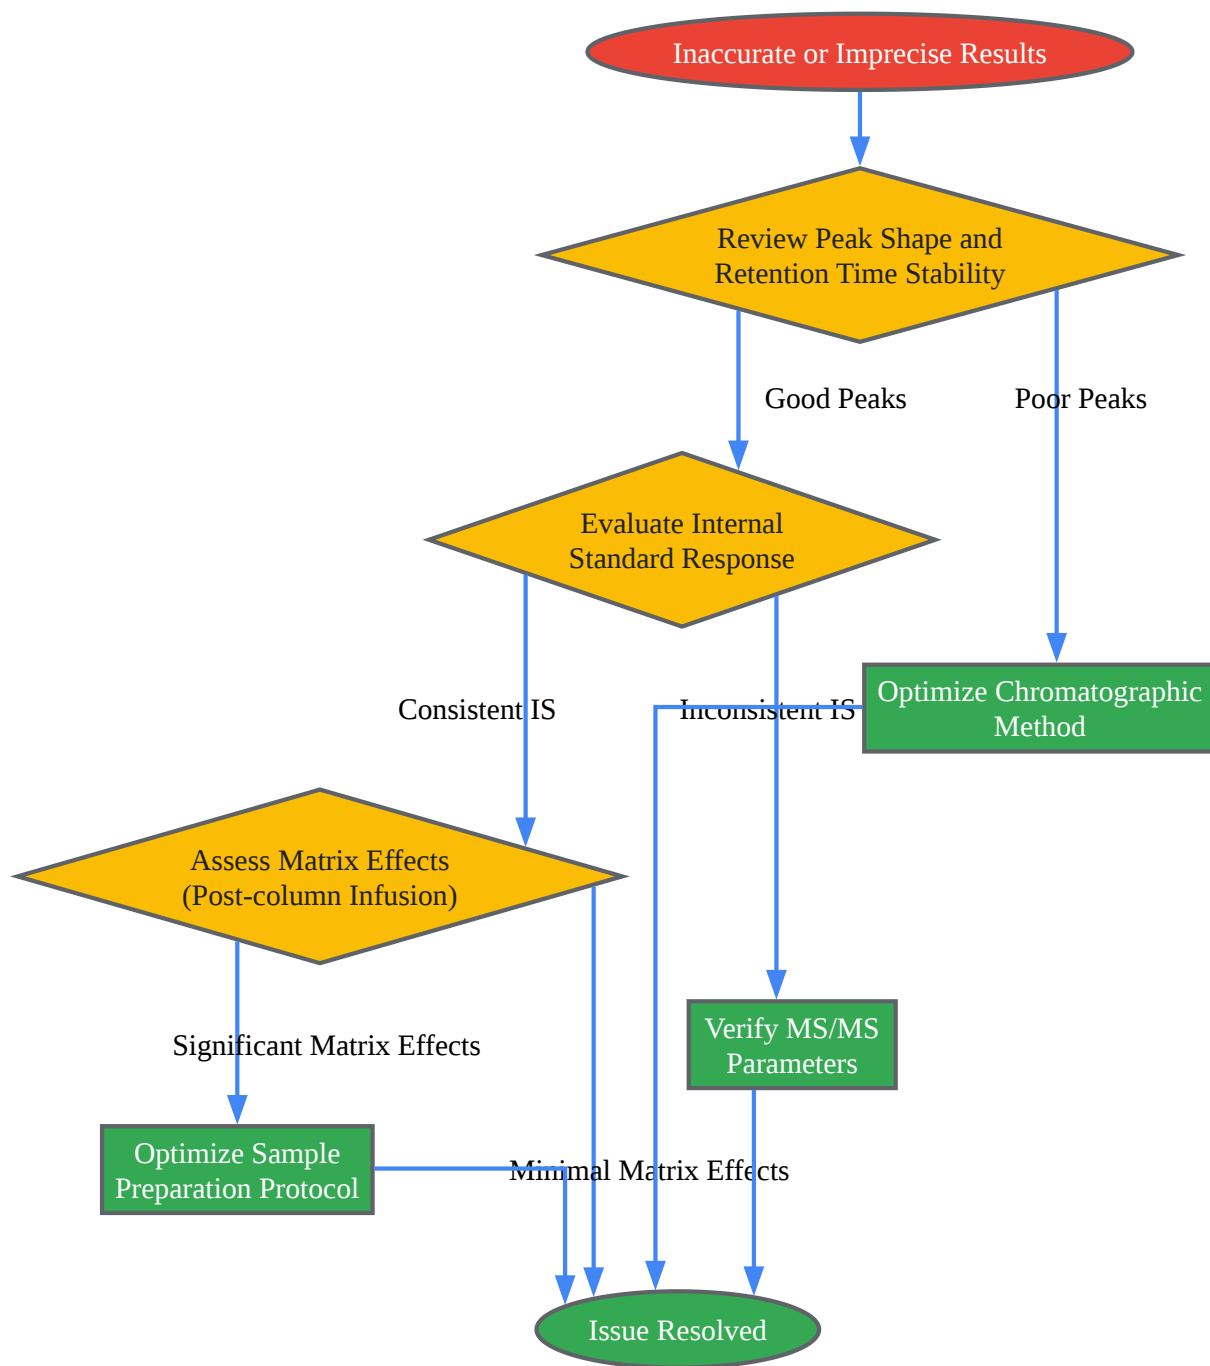 Inaccurate or Imprecise Results
Review Peak Shape and
Retention Time Stability
Good Peaks
Poor Peaks
Evaluate Internal
Standard Response
Consistent IS
Inconsistent IS
Optimize Chromatographic
Method
Assess Matrix Effects
(Post-column Infusion)
Significant Matrix Effects
Verify MS/MS
Parameters
Optimize Sample
Preparation Protocol
Minimal Matrix Effects
Issue Resolved